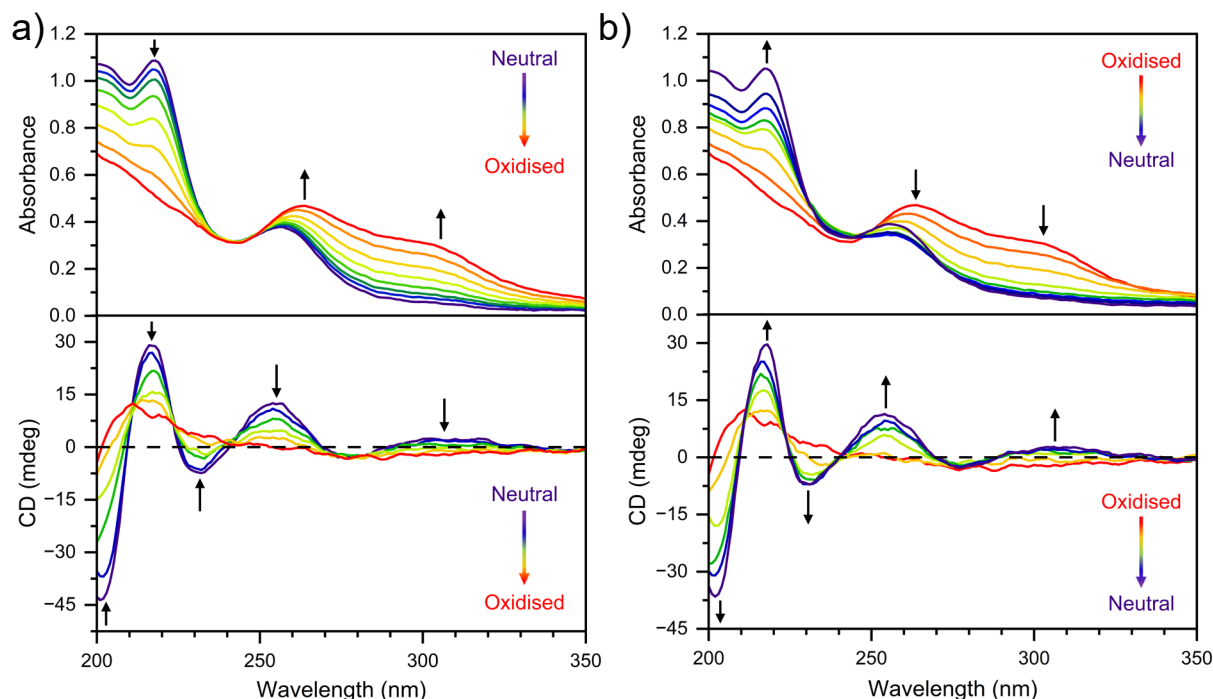 a)
1.2
1.0
0.8
0.6
0.4
0.2
0.0
Absorbance
Neutral
Oxidised
30
15
0
−15
−30
−45
CD (mdeg)
Neutral
Oxidised
200 250 300 350
Wavelength (nm)
b)
1.2
1.0
0.8
0.6
0.4
0.2
0.0
Absorbance
Oxidised
Neutral
30
15
0
−15
−30
−45
CD (mdeg)
Oxidised
Neutral
200 250 300 350
Wavelength (nm)